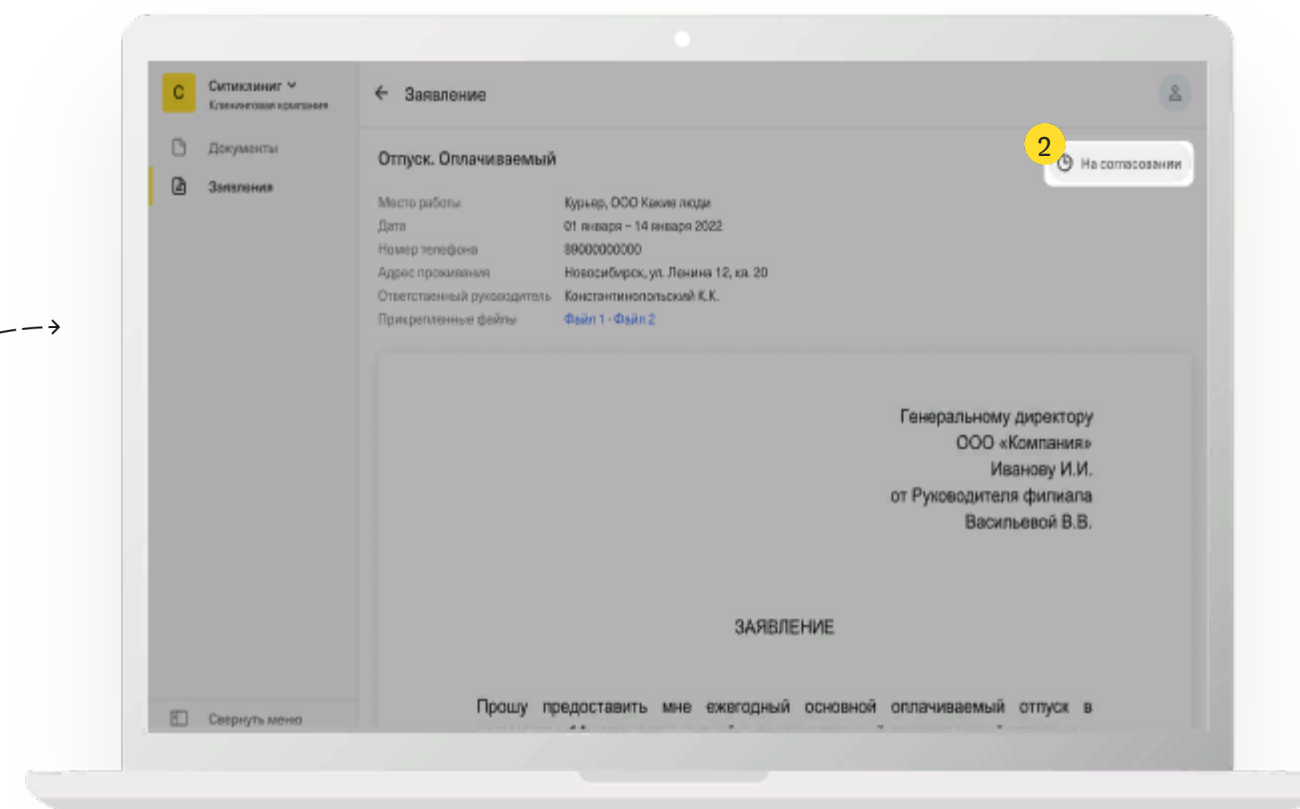 С
Ситиклининг
Клининговая компания
Документы
Заявления
Свернуть меню
← Заявление
Отпуск. Оплачиваемый
2
На согласовании
Место работы Курьер, ООО Какие люди
Дата 01 января – 14 января 2022
Номер телефона 89000000000
Адрес проживания Новосибирск, ул. Ленина 12, кв. 20
Ответственный руководитель Константинопольский К.К.
Прикрепленные файлы Файл 1 · Файл 2
Генеральному директору
ООО «Компания»
Иванову И.И.
от Руководителя филиала
Васильевой В.В.
ЗАЯВЛЕНИЕ
Прошу предоставить мне ежегодный основной оплачиваемый отпуск в